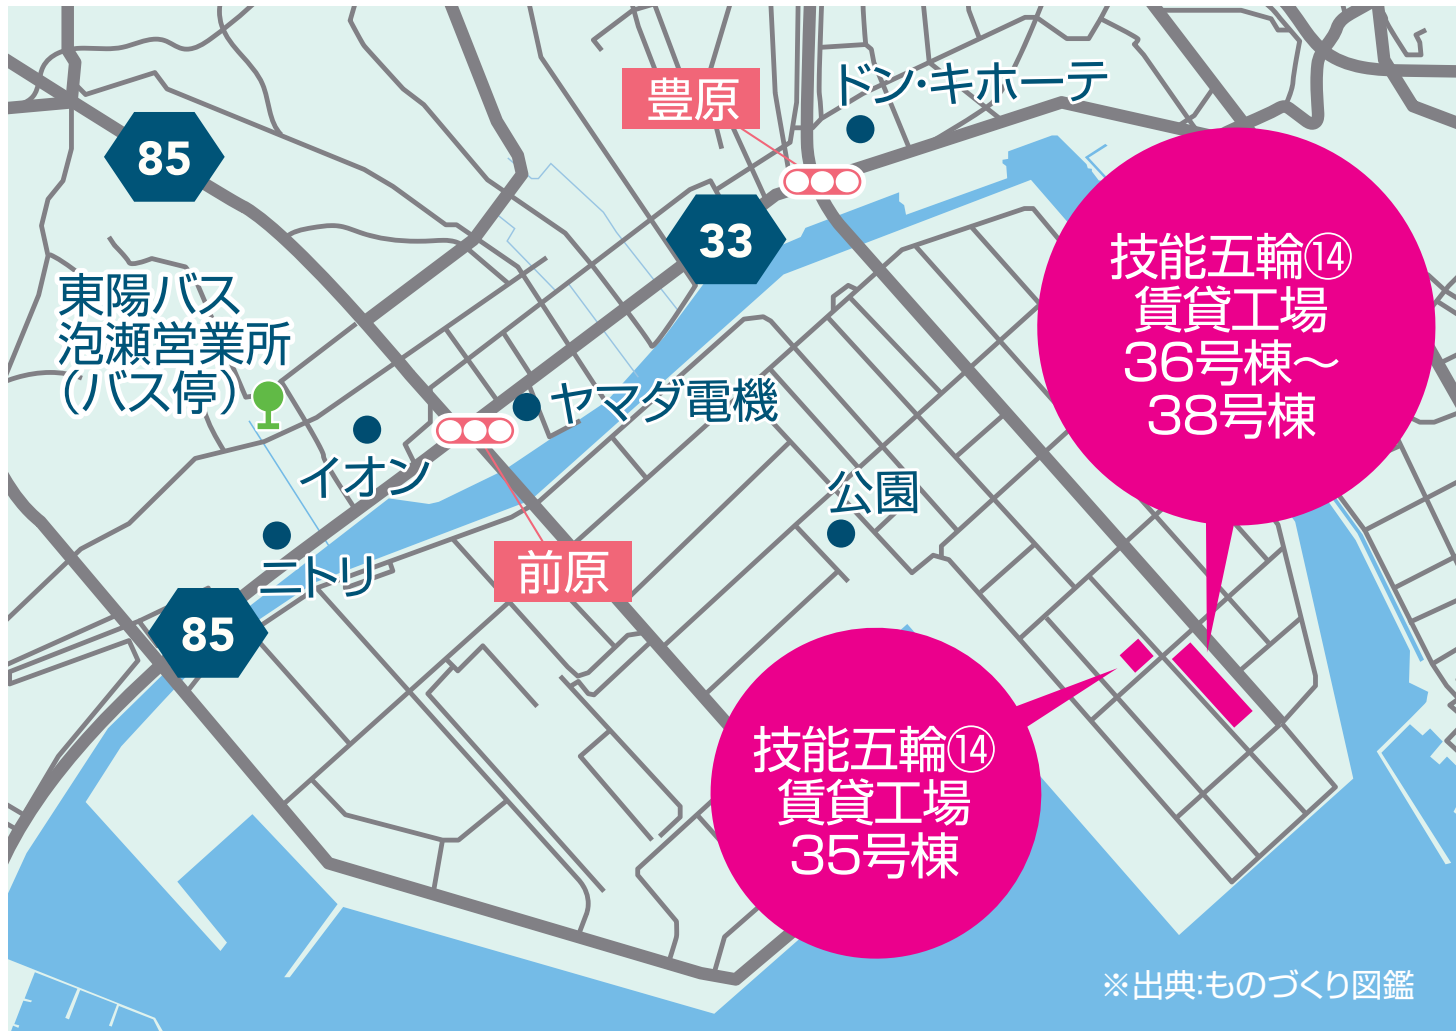 豊原
ドン・キホーテ
85
33
東陽バス
泡瀬営業所
(バス停)
技能五輪⑭
賃貸工場
36号棟〜
38号棟
ヤマダ電機
イオン
公園
ニトリ
前原
85
技能五輪⑭
賃貸工場
35号棟
※出典:ものづくり図鑑